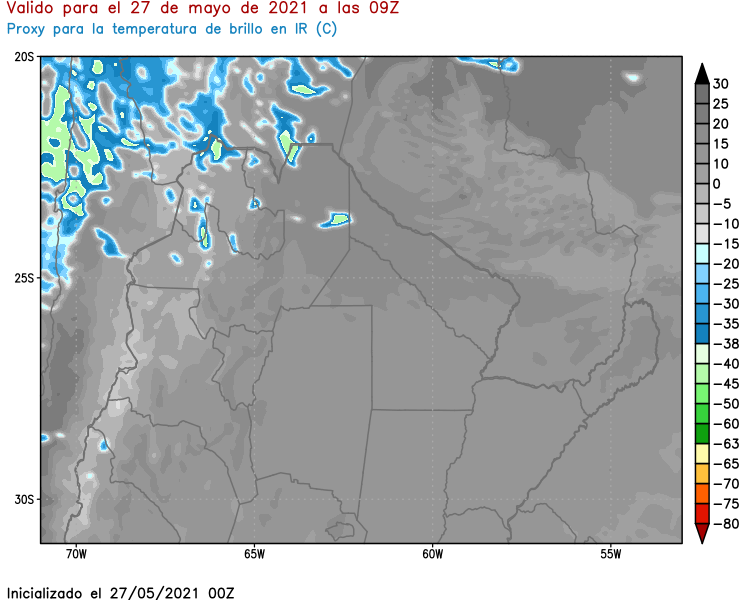 Valido para el 27 de mayo de 2021 a las 09Z
Proxy para la temperatura de brillo en IR (C)
20S
25S
30S
70W
65W
60W
55W
30
25
20
15
10
0
-5
-10
-15
-20
-25
-30
-35
-38
-40
-45
-50
-60
-63
-65
-70
-75
-80
Inicializado el 27/05/2021 00Z